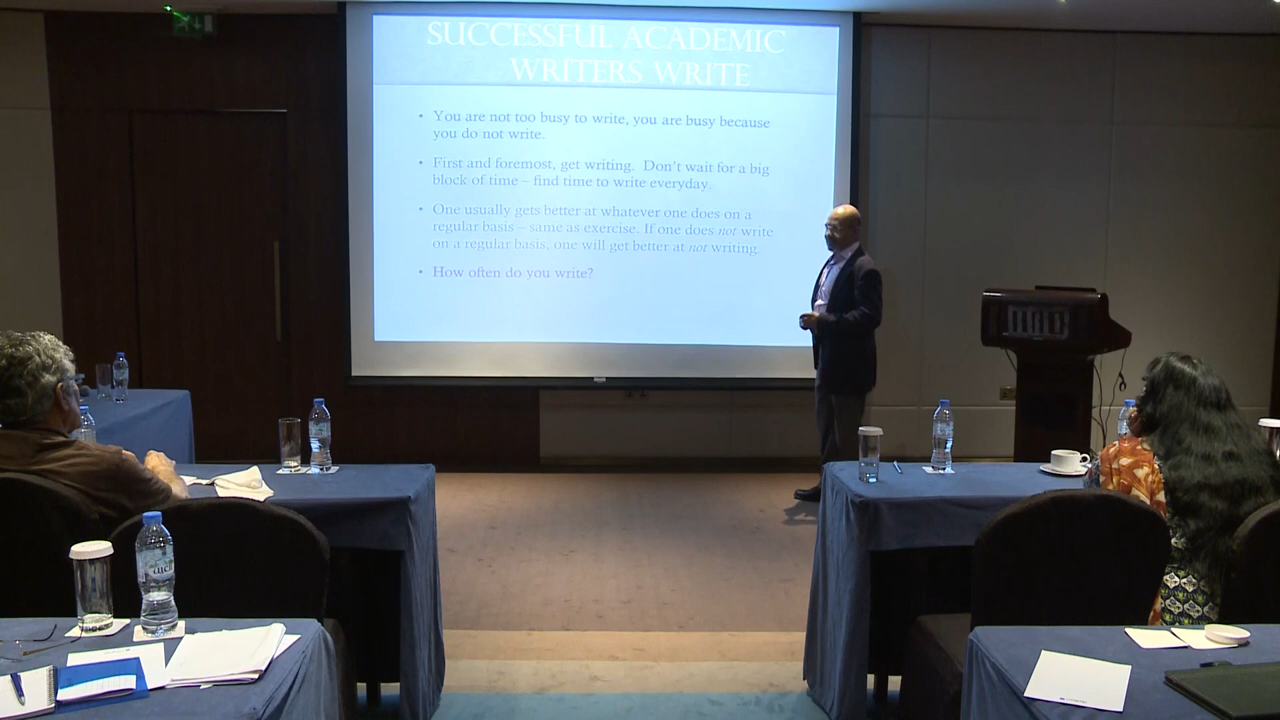 SUCCESSFUL ACADEMIC
WRITERS WRITE
• You are not too busy to write, you are busy because
you do not write.
• First and foremost, get writing. Don't wait for a big
block of time – find time to write everyday.
• One usually gets better at whatever one does on a
regular basis – same as exercise. If one does not write
on a regular basis, one will get better at not writing.
• How often do you write?